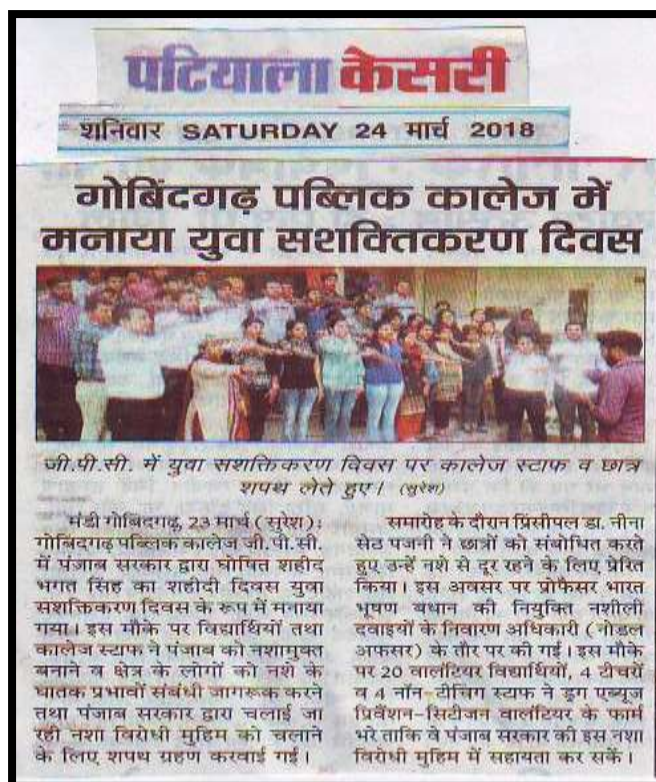 पटियाला केसरी
शनिवार SATURDAY 24 मार्च 2018
गोबिंदगढ़ पब्लिक कालेज में
मनाया युवा सशक्तिकरण दिवस
जी.पी.सी. में युवा सशक्तिकरण दिवस पर कालेज स्टाफ व छात्र
शपथ लेते हुए। (सुरेश)
मंडी गोबिंदगढ़, 23 मार्च (सुरेश):
गोबिंदगढ़ पब्लिक कालेज जी.पी.सी.
में पंजाब सरकार द्वारा घोषित शहीद
भगत सिंह का शहीदी दिवस युवा
सशक्तिकरण दिवस के रूप में मनाया
गया। इस मौके पर विद्यार्थियों तथा
कालेज स्टाफ ने पंजाब को नशामुक्त
बनाने व क्षेत्र के लोगों को नशे के
घातक प्रभावों संबंधी जागरूक करने
तथा पंजाब सरकार द्वारा चलाई जा
रही नशा विरोधी मुहिम को चलाने
के लिए शपथ ग्रहण करवाई गई।
समारोह के दौरान प्रिंसीपल डा. नीना
सेठ पजनी ने छात्रों को संबोधित करते
हुए उन्हें नशे से दूर रहने के लिए प्रेरित
किया। इस अवसर पर प्रोफैसर भारत
भूषण बधान की नियुक्ति नशीली
दवाइयों के निवारण अधिकारी (नोडल
अफसर) के तौर पर की गई। इस मौके
पर 20 वालंटियर विद्यार्थियों, 4 टीचरों
व 4 नॉन-टीचिंग स्टाफ ने ड्रग एब्यूज
प्रिवैंशन-सिटीजन वालंटियर के फार्म
भरे ताकि वे पंजाब सरकार की इस नशा
विरोधी मुहिम में सहायता कर सकें।